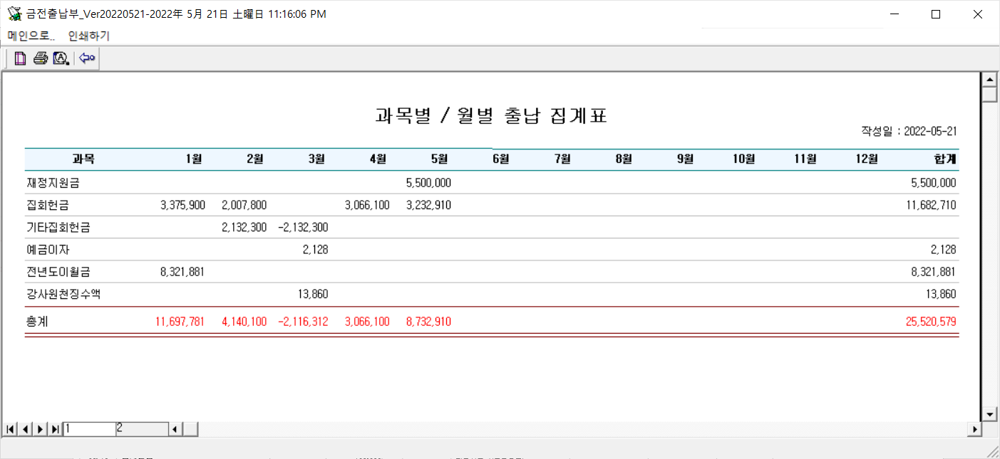 금전출납부_Ver20220521-2022年 5月 21日 土曜日 11:16:06 PM
메인으로.. 인쇄하기
과목별 / 월별 출납 집계표
작성일 : 2022-05-21
과목 1월 2월 3월 4월 5월 6월 7월 8월 9월 10월 11월 12월 합계
재정지원금 5,500,000 5,500,000
집회헌금 3,375,900 2,007,800 3,066,100 3,232,910 11,682,710
기타집회헌금 2,132,300 -2,132,300
예금이자 2,128 2,128
전년도이월금 8,321,881 8,321,881
강사원천징수액 13,860 13,860
총계 11,697,781 4,140,100 -2,116,312 3,066,100 8,732,910 25,520,579
1 2